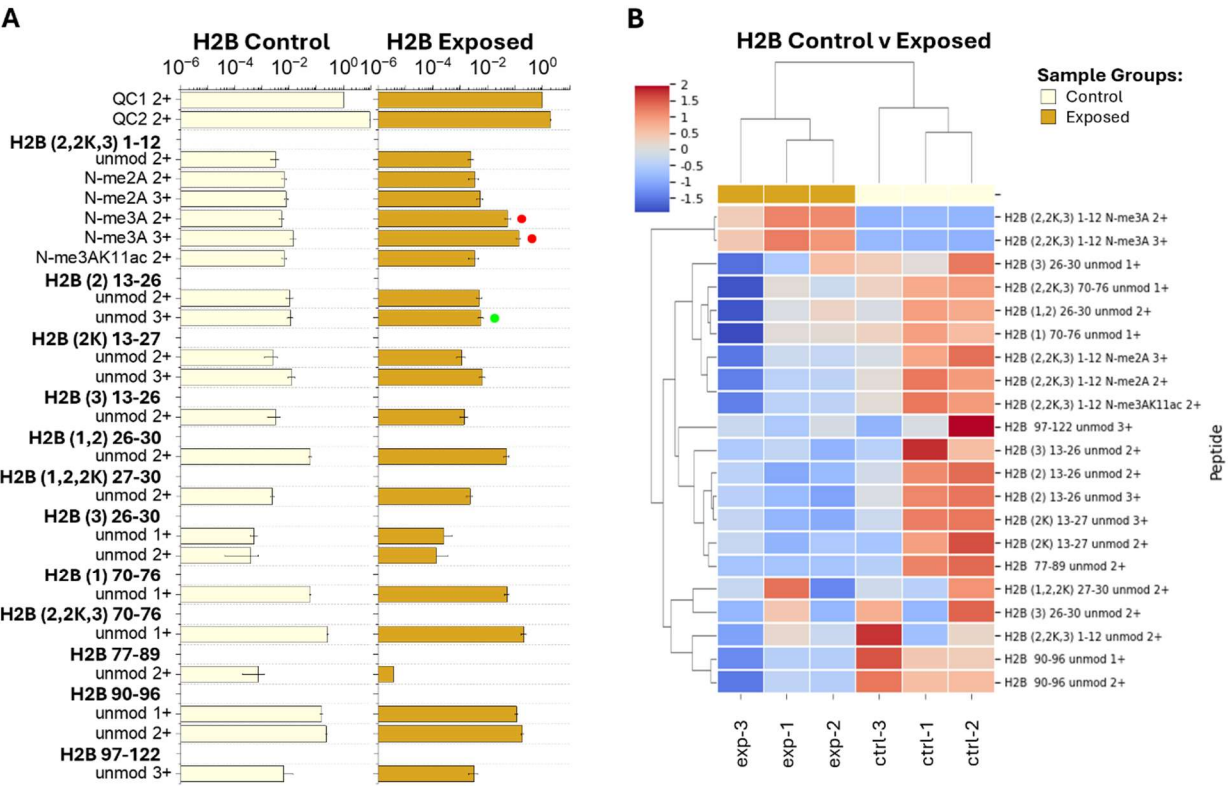 A
H2B Control
H2B Exposed
10⁻⁶ 10⁻⁴ 10⁻² 10⁰
10⁻⁶ 10⁻⁴ 10⁻² 10⁰
QC1 2+
QC2 2+
H2B (2,2K,3) 1-12
unmod 2+
N-me2A 2+
N-me2A 3+
N-me3A 2+
N-me3A 3+
N-me3AK11ac 2+
H2B (2) 13-26
unmod 2+
unmod 3+
H2B (2K) 13-27
unmod 2+
unmod 3+
H2B (3) 13-26
unmod 2+
H2B (1,2) 26-30
unmod 2+
H2B (1,2,2K) 27-30
unmod 2+
H2B (3) 26-30
unmod 1+
unmod 2+
H2B (1) 70-76
unmod 1+
H2B (2,2K,3) 70-76
unmod 1+
H2B 77-89
unmod 2+
H2B 90-96
unmod 1+
unmod 2+
H2B 97-122
unmod 3+
B
H2B Control v Exposed
2
1.5
1
0.5
0
-0.5
-1
-1.5
Sample Groups:
Control
Exposed
H2B (2,2K,3) 1-12 N-me3A 2+
H2B (2,2K,3) 1-12 N-me3A 3+
H2B (3) 26-30 unmod 1+
H2B (2,2K,3) 70-76 unmod 1+
H2B (1,2) 26-30 unmod 2+
H2B (1) 70-76 unmod 1+
H2B (2,2K,3) 1-12 N-me2A 3+
H2B (2,2K,3) 1-12 N-me2A 2+
H2B (2,2K,3) 1-12 N-me3AK11ac 2+
H2B 97-122 unmod 3+
H2B (3) 13-26 unmod 2+
H2B (2) 13-26 unmod 2+
H2B (2) 13-26 unmod 3+
H2B (2K) 13-27 unmod 3+
H2B (2K) 13-27 unmod 2+
H2B 77-89 unmod 2+
H2B (1,2,2K) 27-30 unmod 2+
H2B (3) 26-30 unmod 2+
H2B (2,2K,3) 1-12 unmod 2+
H2B 90-96 unmod 1+
H2B 90-96 unmod 2+
Peptide
exp-3
exp-1
exp-2
ctrl-3
ctrl-1
ctrl-2